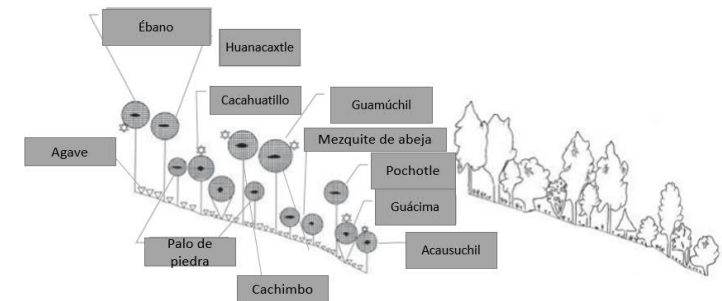 Ébano
Huanacaxtle
Cacahuatillo
Guamúchil
Mezquite de abeja
Agave
Pochotle
Guácima
Palo de
piedra
Acausuchil
Cachimbo